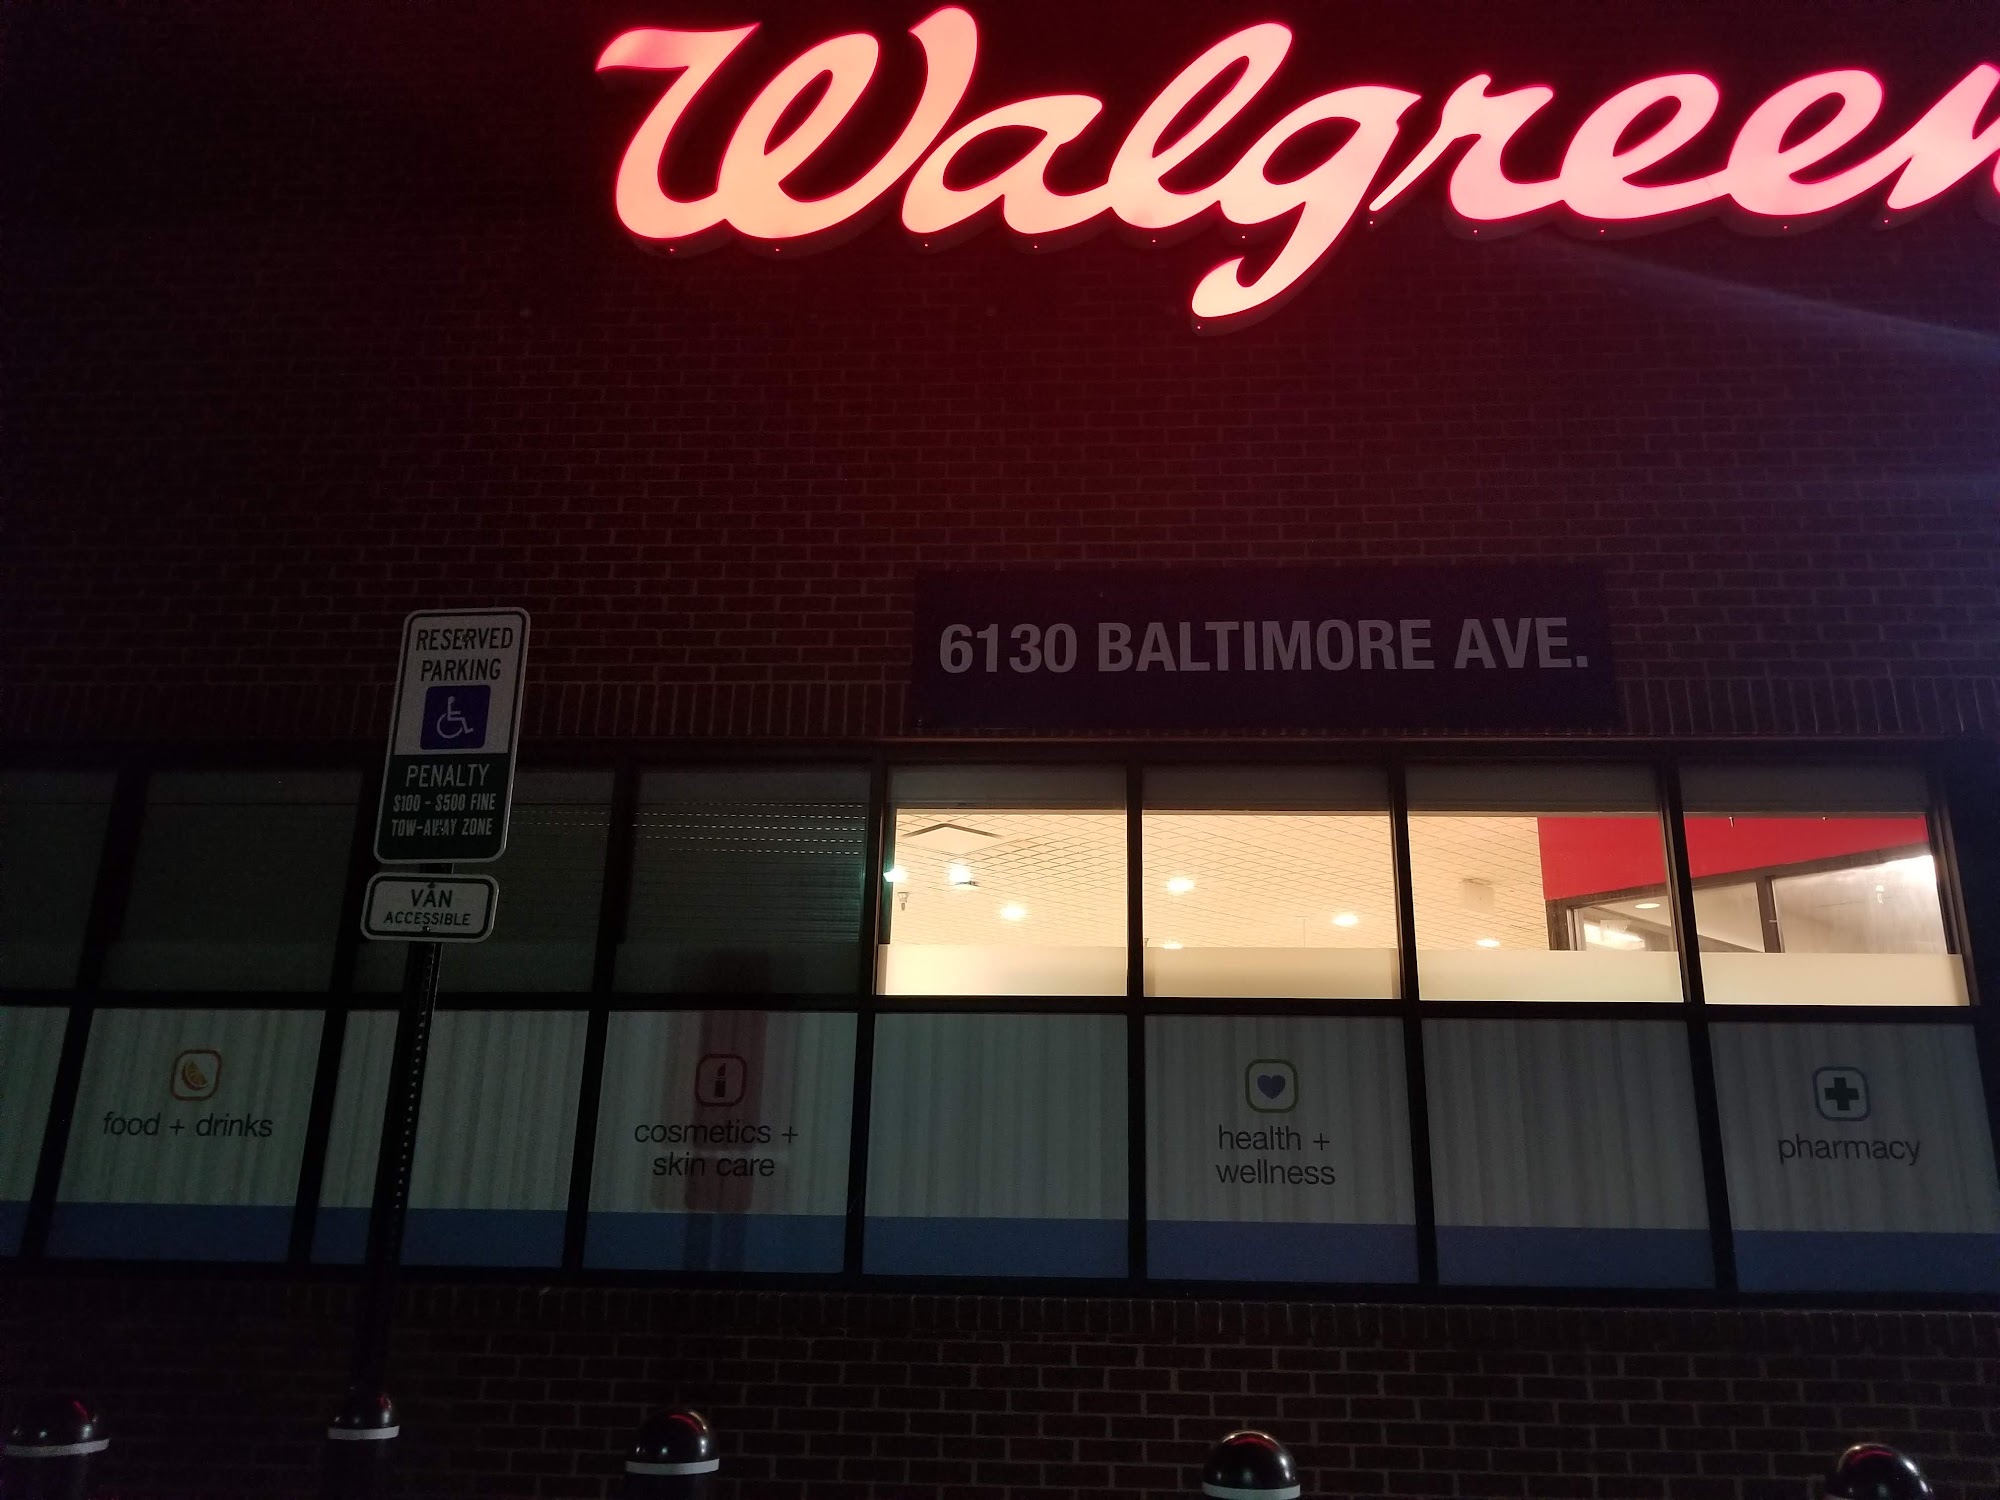 Walgreen
6130 BALTIMORE AVE.
RESERVED
PARKING
PENALTY
$100 - $500 FINE
TOW-AWAY ZONE
VAN
ACCESSIBLE
food + drinks
cosmetics +
skin care
health +
wellness
pharmacy